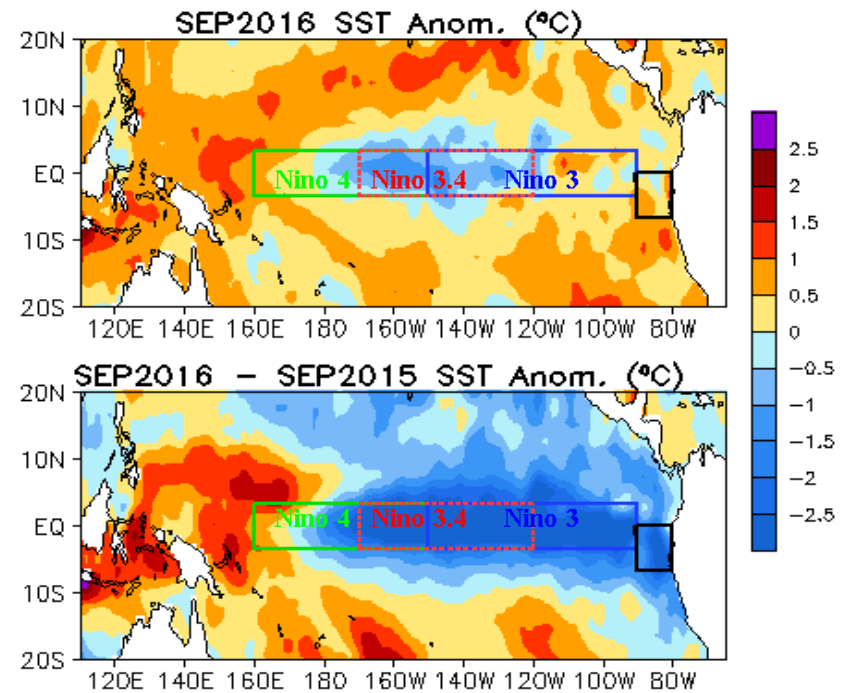 SEP2016 SST Anom. (ºC)
20N
10N
EQ
10S
20S
Nino 4 Nino 3.4 Nino 3
120E 140E 160E 180 160W 140W 120W 100W 80W
SEP2016 – SEP2015 SST Anom. (ºC)
20N
10N
EQ
10S
20S
Nino 4 Nino 3.4 Nino 3
120E 140E 160E 180 160W 140W 120W 100W 80W
2.5
2
1.5
1
0.5
0
−0.5
−1
−1.5
−2
−2.5